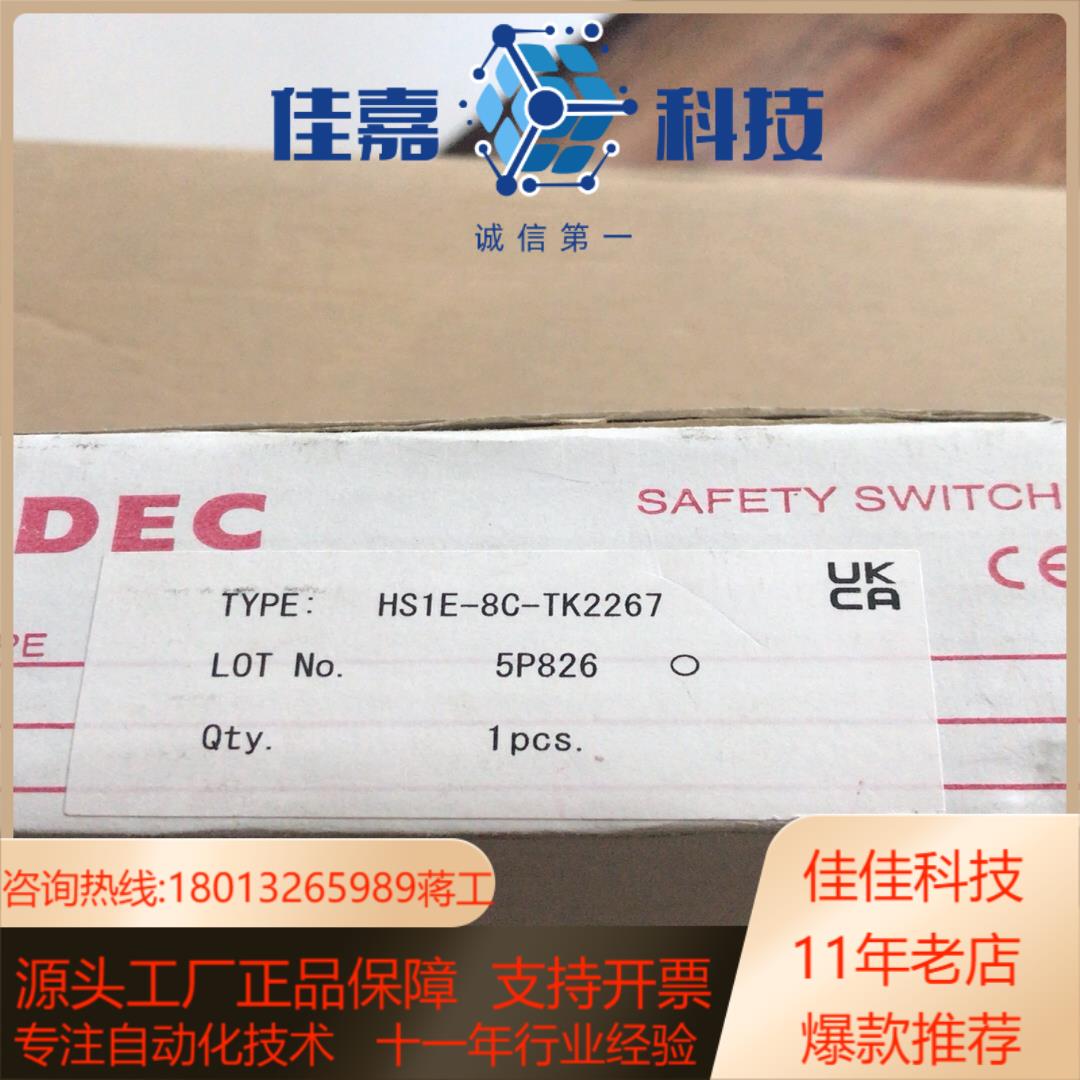 佳嘉科技
诚信第一
DEC
SAFETY SWITCH
UK
CA
CE
TYPE: HS1E-8C-TK2267
PE
LOT No. 5P826 ○
Qty. 1pcs.
咨询热线:18013265989蒋工
佳佳科技
11年老店
爆款推荐
源头工厂正品保障 支持开票
专注自动化技术 十一年行业经验